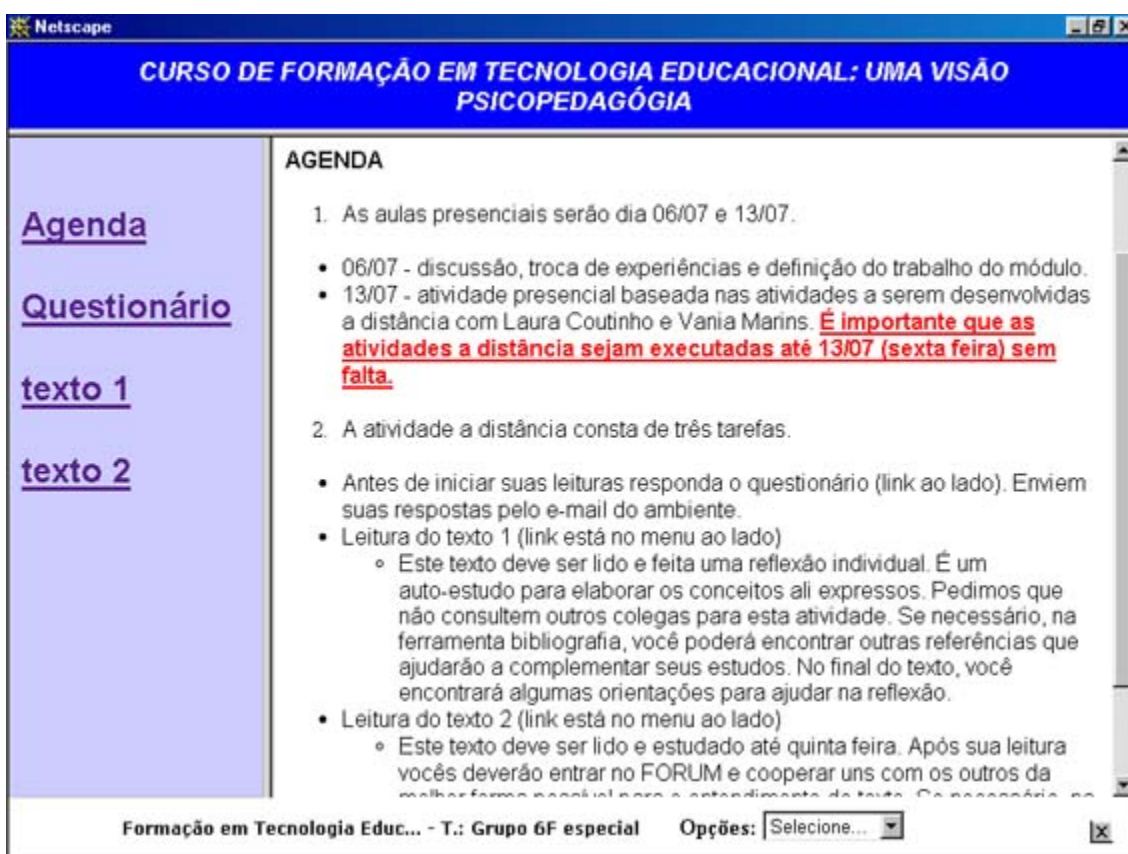 Netscape
CURSO DE FORMAÇÃO EM TECNOLOGIA EDUCACIONAL: UMA VISÃO
PSICOPEDAGÓGIA
Agenda
Questionário
texto 1
texto 2
AGENDA
1. As aulas presenciais serão dia 06/07 e 13/07.
• 06/07 - discussão, troca de experiências e definição do trabalho do módulo.
• 13/07 - atividade presencial baseada nas atividades a serem desenvolvidas
a distância com Laura Coutinho e Vania Marins. É importante que as
atividades a distância sejam executadas até 13/07 (sexta feira) sem
falta.
2. A atividade a distância consta de três tarefas.
• Antes de iniciar suas leituras responda o questionário (link ao lado). Enviem
suas respostas pelo e-mail do ambiente.
• Leitura do texto 1 (link está no menu ao lado)
○ Este texto deve ser lido e feita uma reflexão individual. É um
auto-estudo para elaborar os conceitos ali expressos. Pedimos que
não consultem outros colegas para esta atividade. Se necessário, na
ferramenta bibliografia, você poderá encontrar outras referências que
ajudarão a complementar seus estudos. No final do texto, você
encontrará algumas orientações para ajudar na reflexão.
• Leitura do texto 2 (link está no menu ao lado)
○ Este texto deve ser lido e estudado até quinta feira. Após sua leitura
vocês deverão entrar no FORUM e cooperar uns com os outros da
melhor forma possível para o entendimento do texto. Se necessário, na
Formação em Tecnologia Educ... - T.: Grupo 6F especial Opções: Selecione...